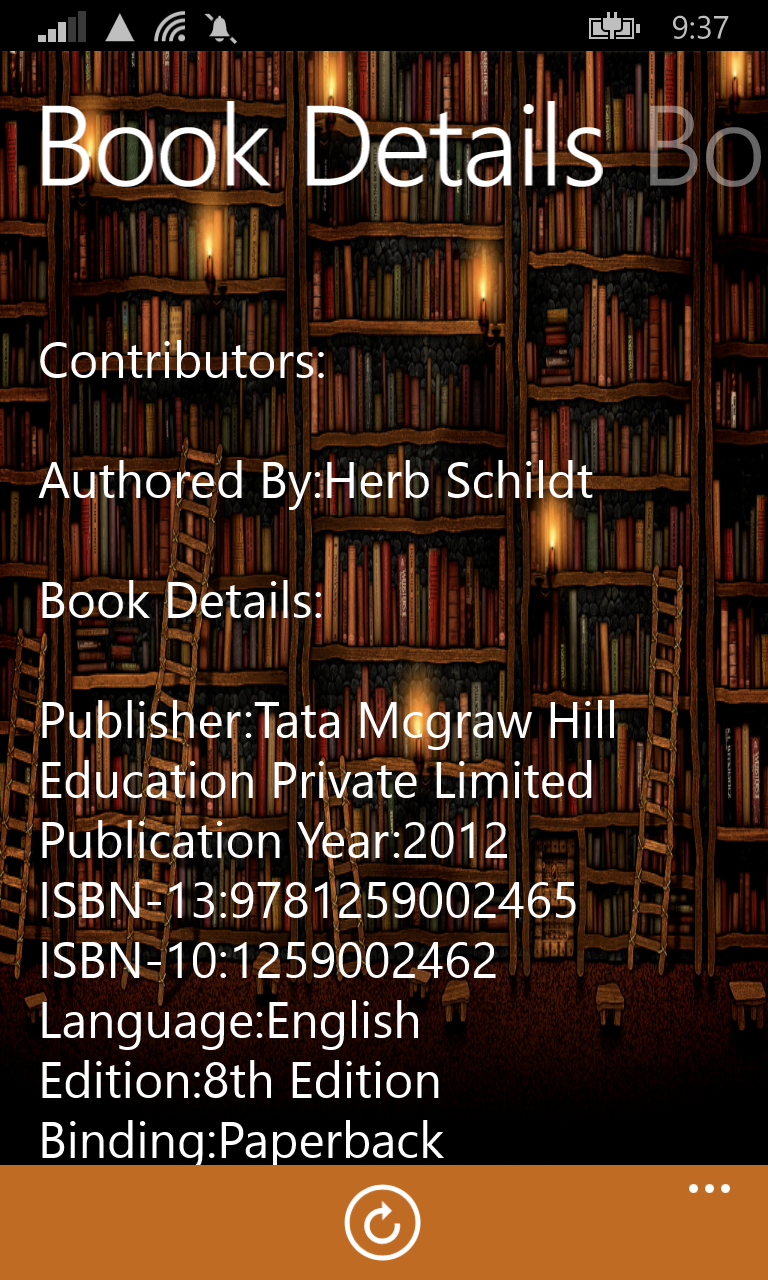 9:37
Book Details Bo
Contributors:
Authored By:Herb Schildt
Book Details:
Publisher:Tata Mcgraw Hill
Education Private Limited
Publication Year:2012
ISBN-13:9781259002465
ISBN-10:1259002462
Language:English
Edition:8th Edition
Binding:Paperback